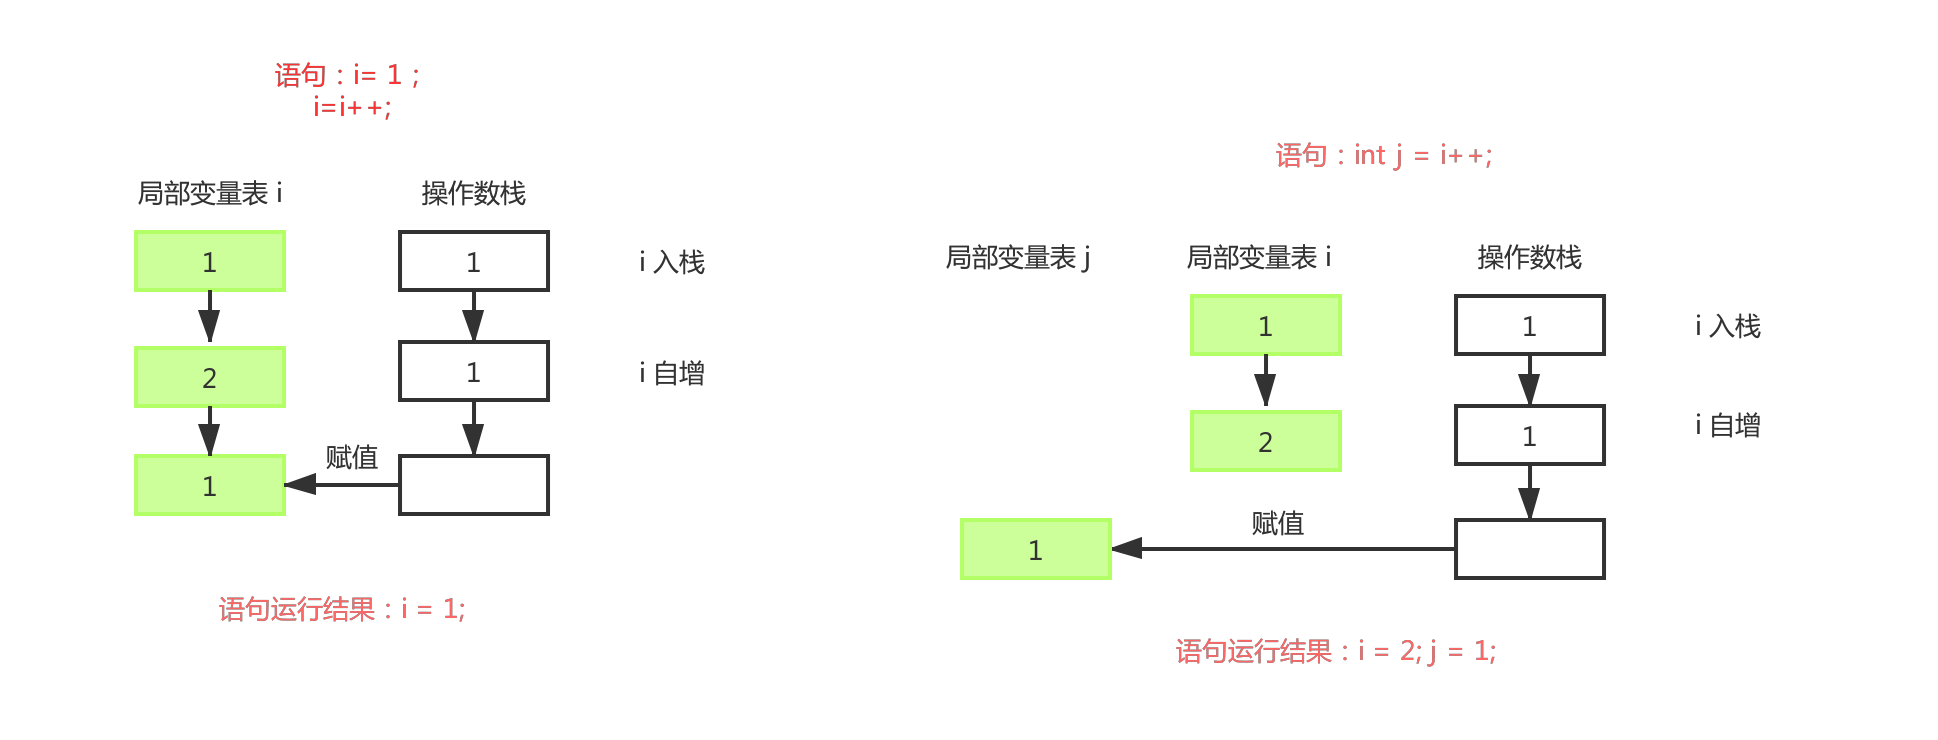 语句：i= 1 ;
i=i++;
局部变量表 i
操作数栈
1
1
i 入栈
2
1
i 自增
赋值
1
语句运行结果：i = 1;
语句：int j = i++;
局部变量表 j
局部变量表 i
操作数栈
1
1
i 入栈
2
1
i 自增
赋值
1
语句运行结果：i = 2; j = 1;